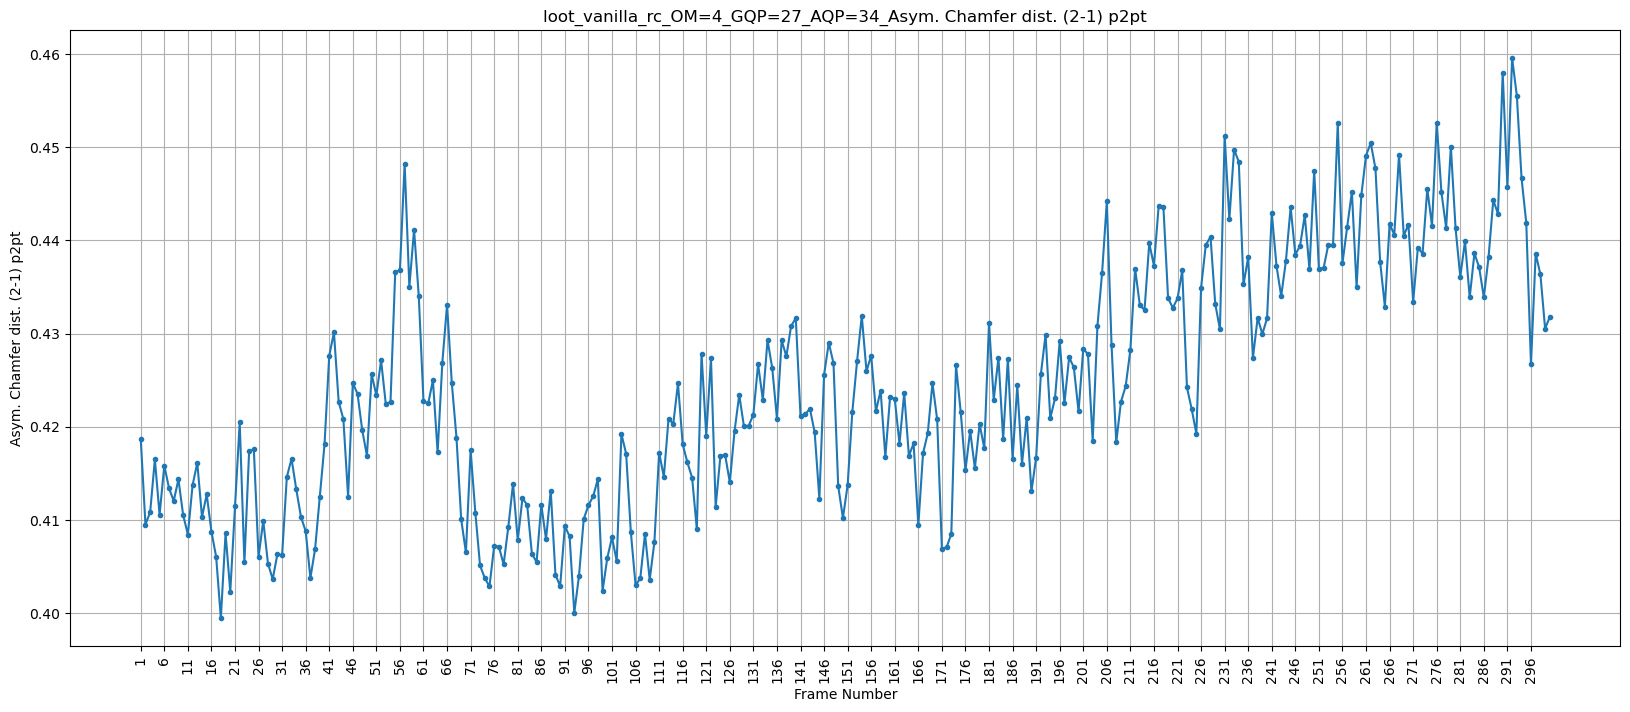 loot_vanilla_rc_OM=4_GQP=27_AQP=34_Asym. Chamfer dist. (2-1) p2pt
Asym. Chamfer dist. (2-1) p2pt
0.46
0.45
0.44
0.43
0.42
0.41
0.40
1 6 11 16 21 26 31 36 41 46 51 56 61 66 71 76 81 86 91 96 101 106 111 116 121 126 131 136 141 146 151 156 161 166 171 176 181 186 191 196 201 206 211 216 221 226 231 236 241 246 251 256 261 266 271 276 281 286 291 296
Frame Number